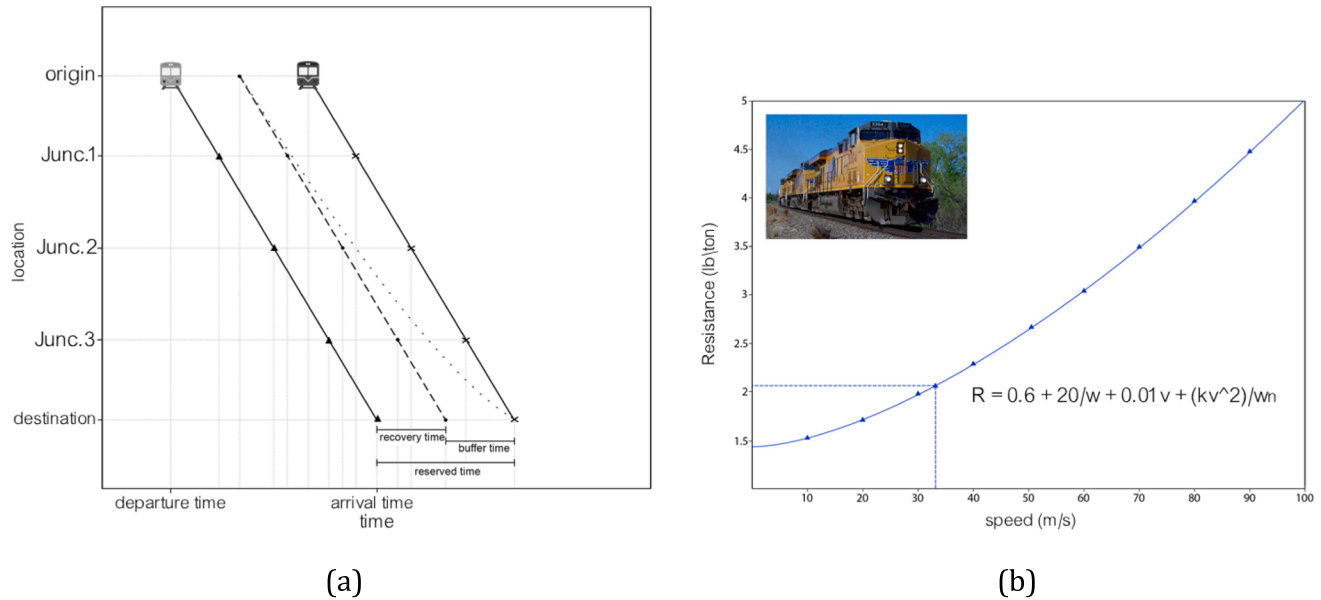 origin
Junc.1
Junc.2
Junc.3
destination
location
recovery time
buffer time
reserved time
departure time
arrival time
time
(a)
5
4.5
4
3.5
3
2.5
2
1.5
Resistance (lb\ton)
R = 0.6 + 20/w + 0.01v + (kv^2)/wn
10 20 30 40 50 60 70 80 90 100
speed (m/s)
(b)